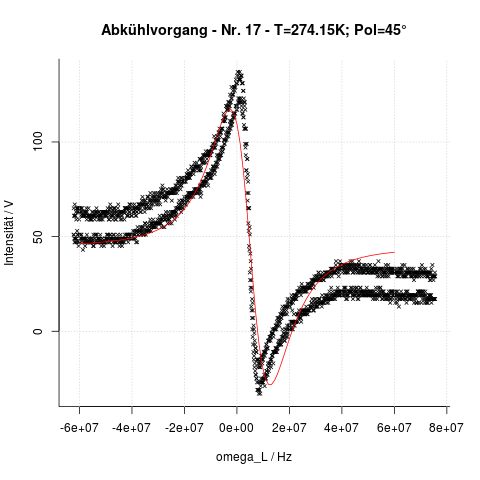 Abkühlvorgang - Nr. 17 - T=274.15K; Pol=45°
Intensität / V
100
50
0
-6e+07 -4e+07 -2e+07 0e+00 2e+07 4e+07 6e+07 8e+07
omega_L / Hz